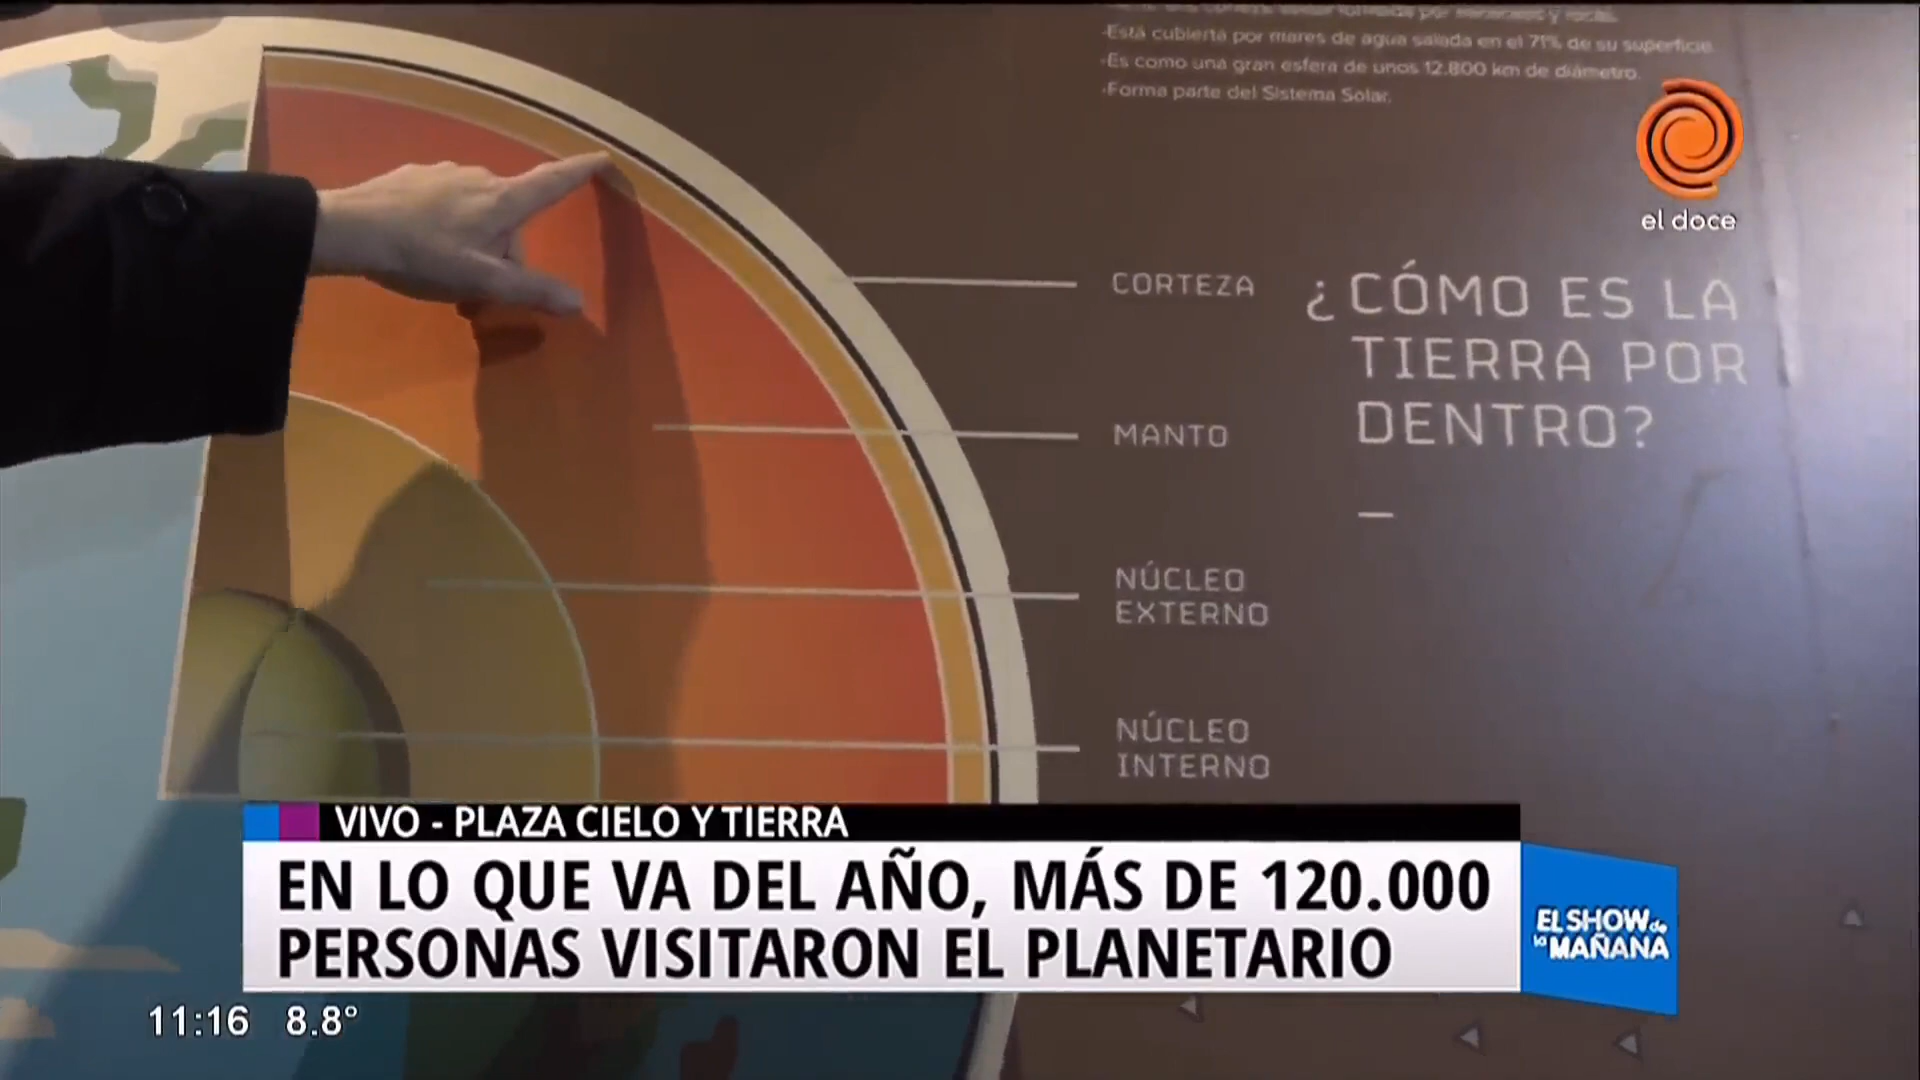 -Está cubierta por mares de agua salada en el 71% de su superficie.
-Es como una gran esfera de unos 12.800 km de diámetro.
-Forma parte del Sistema Solar.
el doce
CORTEZA
¿CÓMO ES LA
TIERRA POR
DENTRO?
MANTO
NÚCLEO
EXTERNO
NÚCLEO
INTERNO
VIVO - PLAZA CIELO Y TIERRA
EN LO QUE VA DEL AÑO, MÁS DE 120.000
PERSONAS VISITARON EL PLANETARIO
EL SHOW de
la MAÑANA
11:16 8.8°